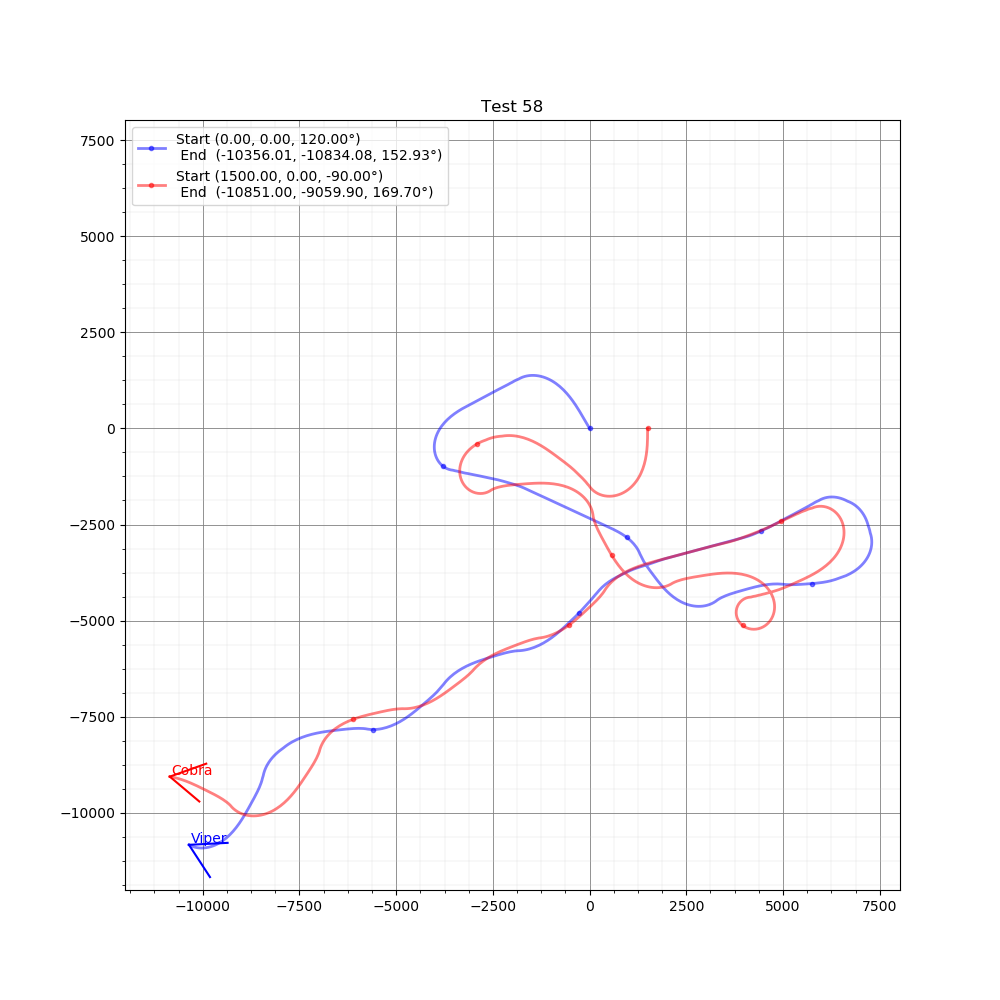 Test 58
Start (0.00, 0.00, 120.00°)
End (-10356.01, -10834.08, 152.93°)
Start (1500.00, 0.00, -90.00°)
End (-10851.00, -9059.90, 169.70°)
7500
5000
2500
0
−2500
−5000
−7500
−10000
Cobra
Viper
−10000 −7500 −5000 −2500 0 2500 5000 7500